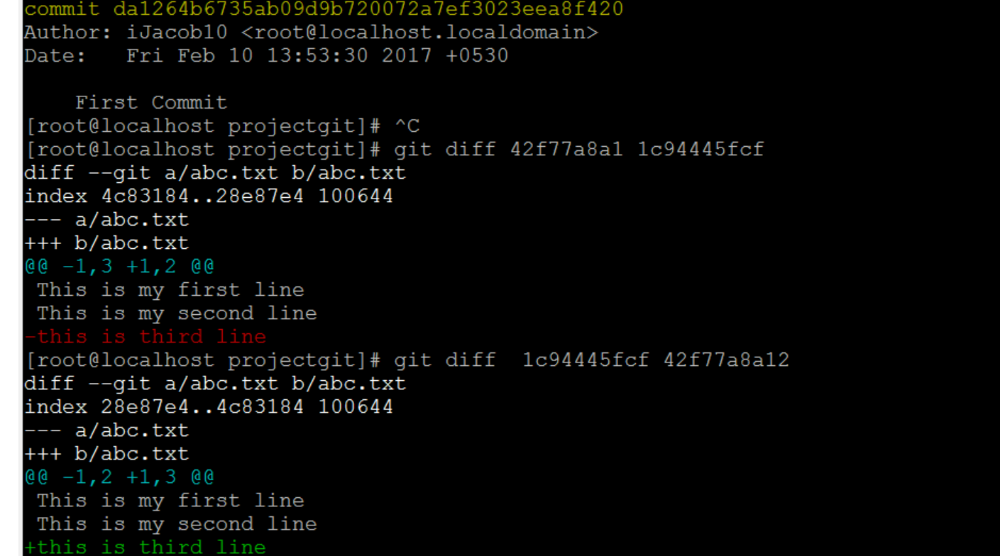 commit da1264b6735ab09d9b720072a7ef3023eea8f420
Author: iJacob10 <root@localhost.localdomain>
Date:   Fri Feb 10 13:53:30 2017 +0530
    First Commit
[root@localhost projectgit]# ^C
[root@localhost projectgit]# git diff 42f77a8a1 1c94445fcf
diff --git a/abc.txt b/abc.txt
index 4c83184..28e87e4 100644
--- a/abc.txt
+++ b/abc.txt
@@ -1,3 +1,2 @@
 This is my first line
 This is my second line
-this is third line
[root@localhost projectgit]# git diff  1c94445fcf 42f77a8a12
diff --git a/abc.txt b/abc.txt
index 28e87e4..4c83184 100644
--- a/abc.txt
+++ b/abc.txt
@@ -1,2 +1,3 @@
 This is my first line
 This is my second line
+this is third line